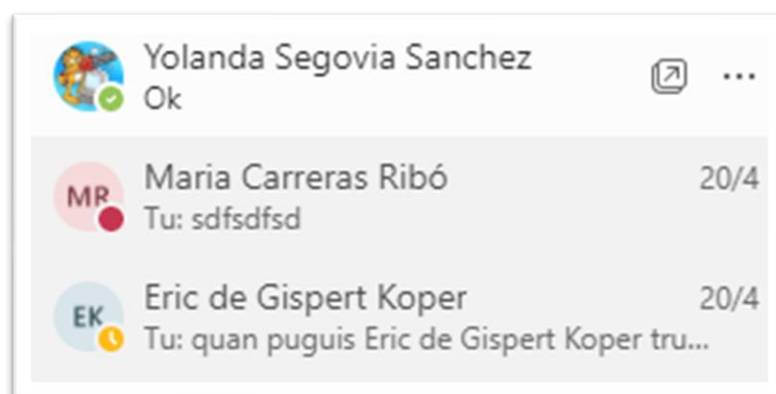 Yolanda Segovia Sanchez
Ok
MR
Maria Carreras Ribó 20/4
Tu: sdfsdfsd
EK
Eric de Gispert Koper 20/4
Tu: quan puguis Eric de Gispert Koper tru...